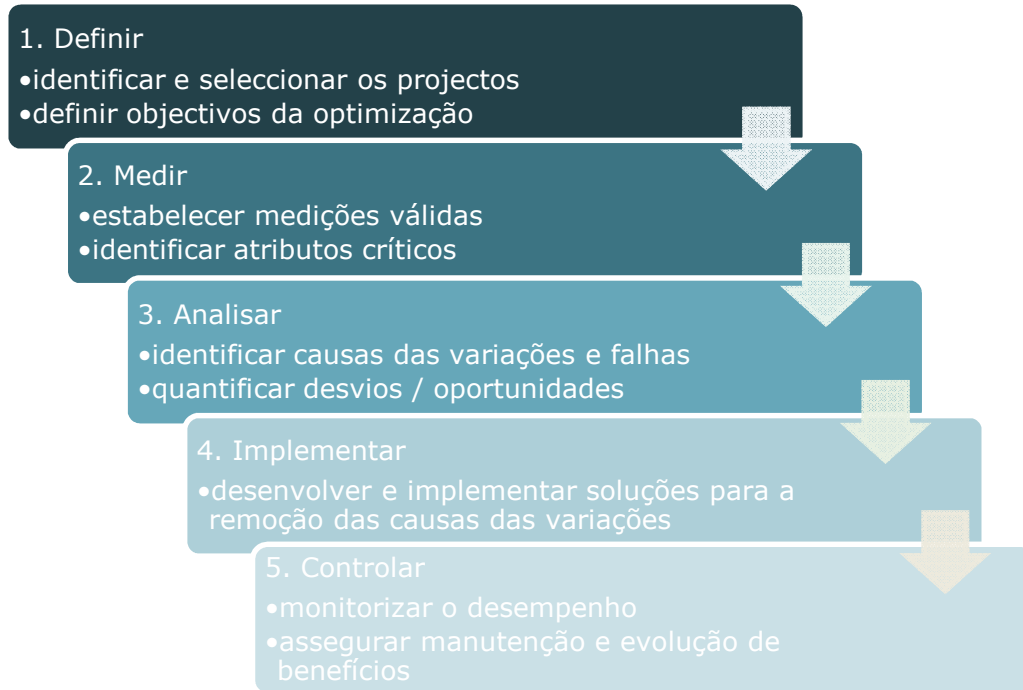 1. Definir
•identificar e seleccionar os projectos
•definir objectivos da optimização
2. Medir
•estabelecer medições válidas
•identificar atributos críticos
3. Analisar
•identificar causas das variações e falhas
•quantificar desvios / oportunidades
4. Implementar
•desenvolver e implementar soluções para a
remoção das causas das variações
5. Controlar
•monitorizar o desempenho
•assegurar manutenção e evolução de
benefícios